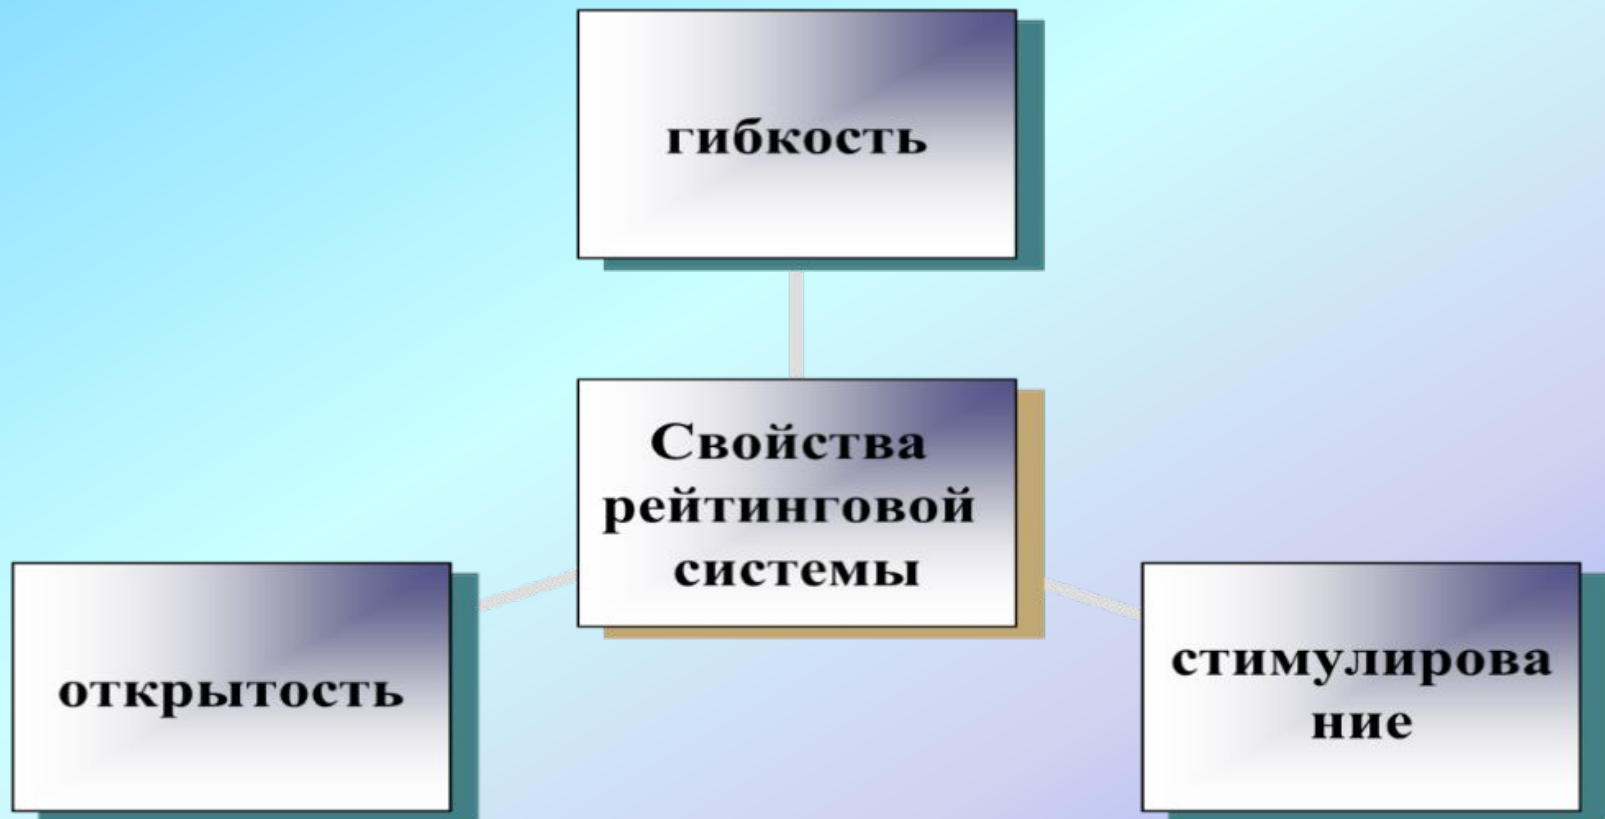 гибкость
Свойства
рейтинговой
системы
открытость
стимулирова
ние